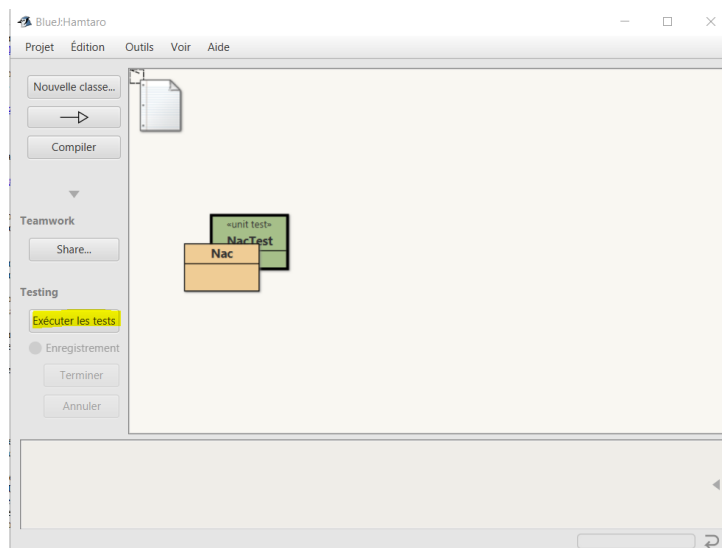 BlueJ:Hamtaro
Projet Édition Outils Voir Aide
Nouvelle classe...
Compiler
Teamwork
Share...
Testing
Exécuter les tests
Enregistrement
Terminer
Annuler
«unit test»
NacTest
Nac